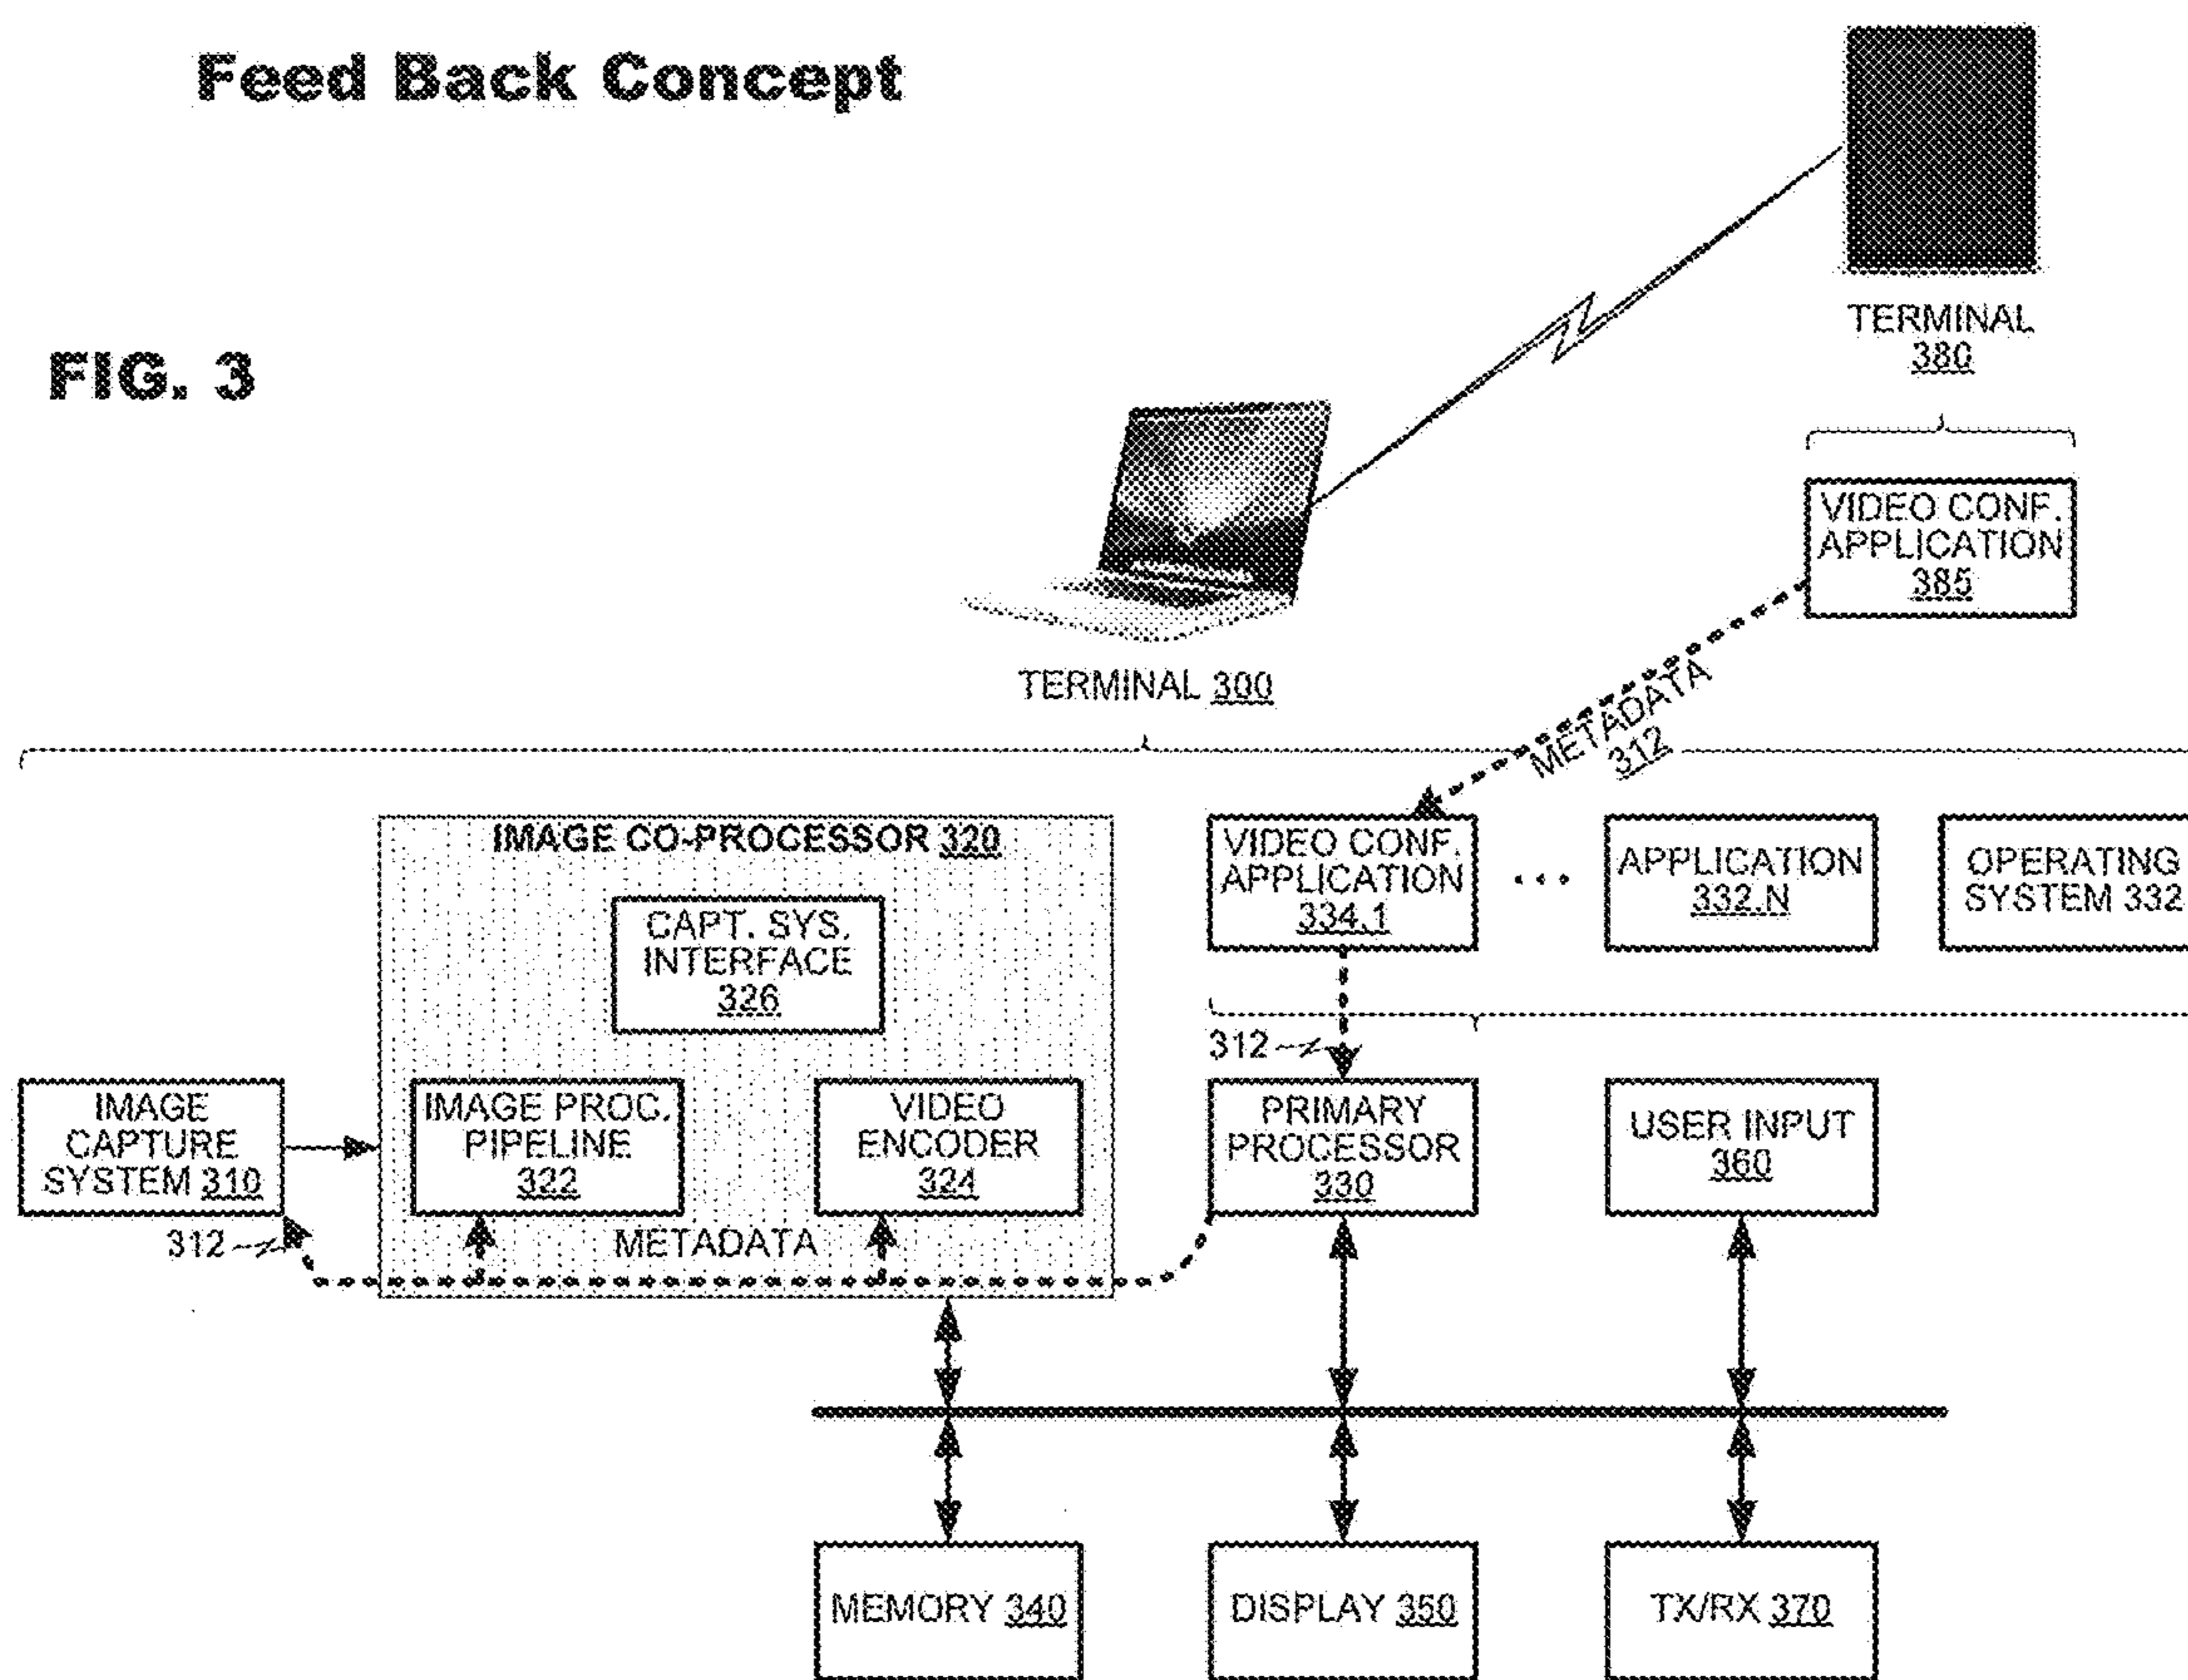 Feed Back Concept
FIG. 3
TERMINAL
380
VIDEO CONF.
APPLICATION
385
TERMINAL 300
METADATA
312
IMAGE CO-PROCESSOR 320
CAPT. SYS.
INTERFACE
326
VIDEO CONF.
APPLICATION
334.1
...
APPLICATION
332.N
OPERATING
SYSTEM 332
312
IMAGE
CAPTURE
SYSTEM 310
IMAGE PROC.
PIPELINE
322
VIDEO
ENCODER
324
PRIMARY
PROCESSOR
330
USER INPUT
360
312
METADATA
MEMORY 340
DISPLAY 350
TX/RX 370